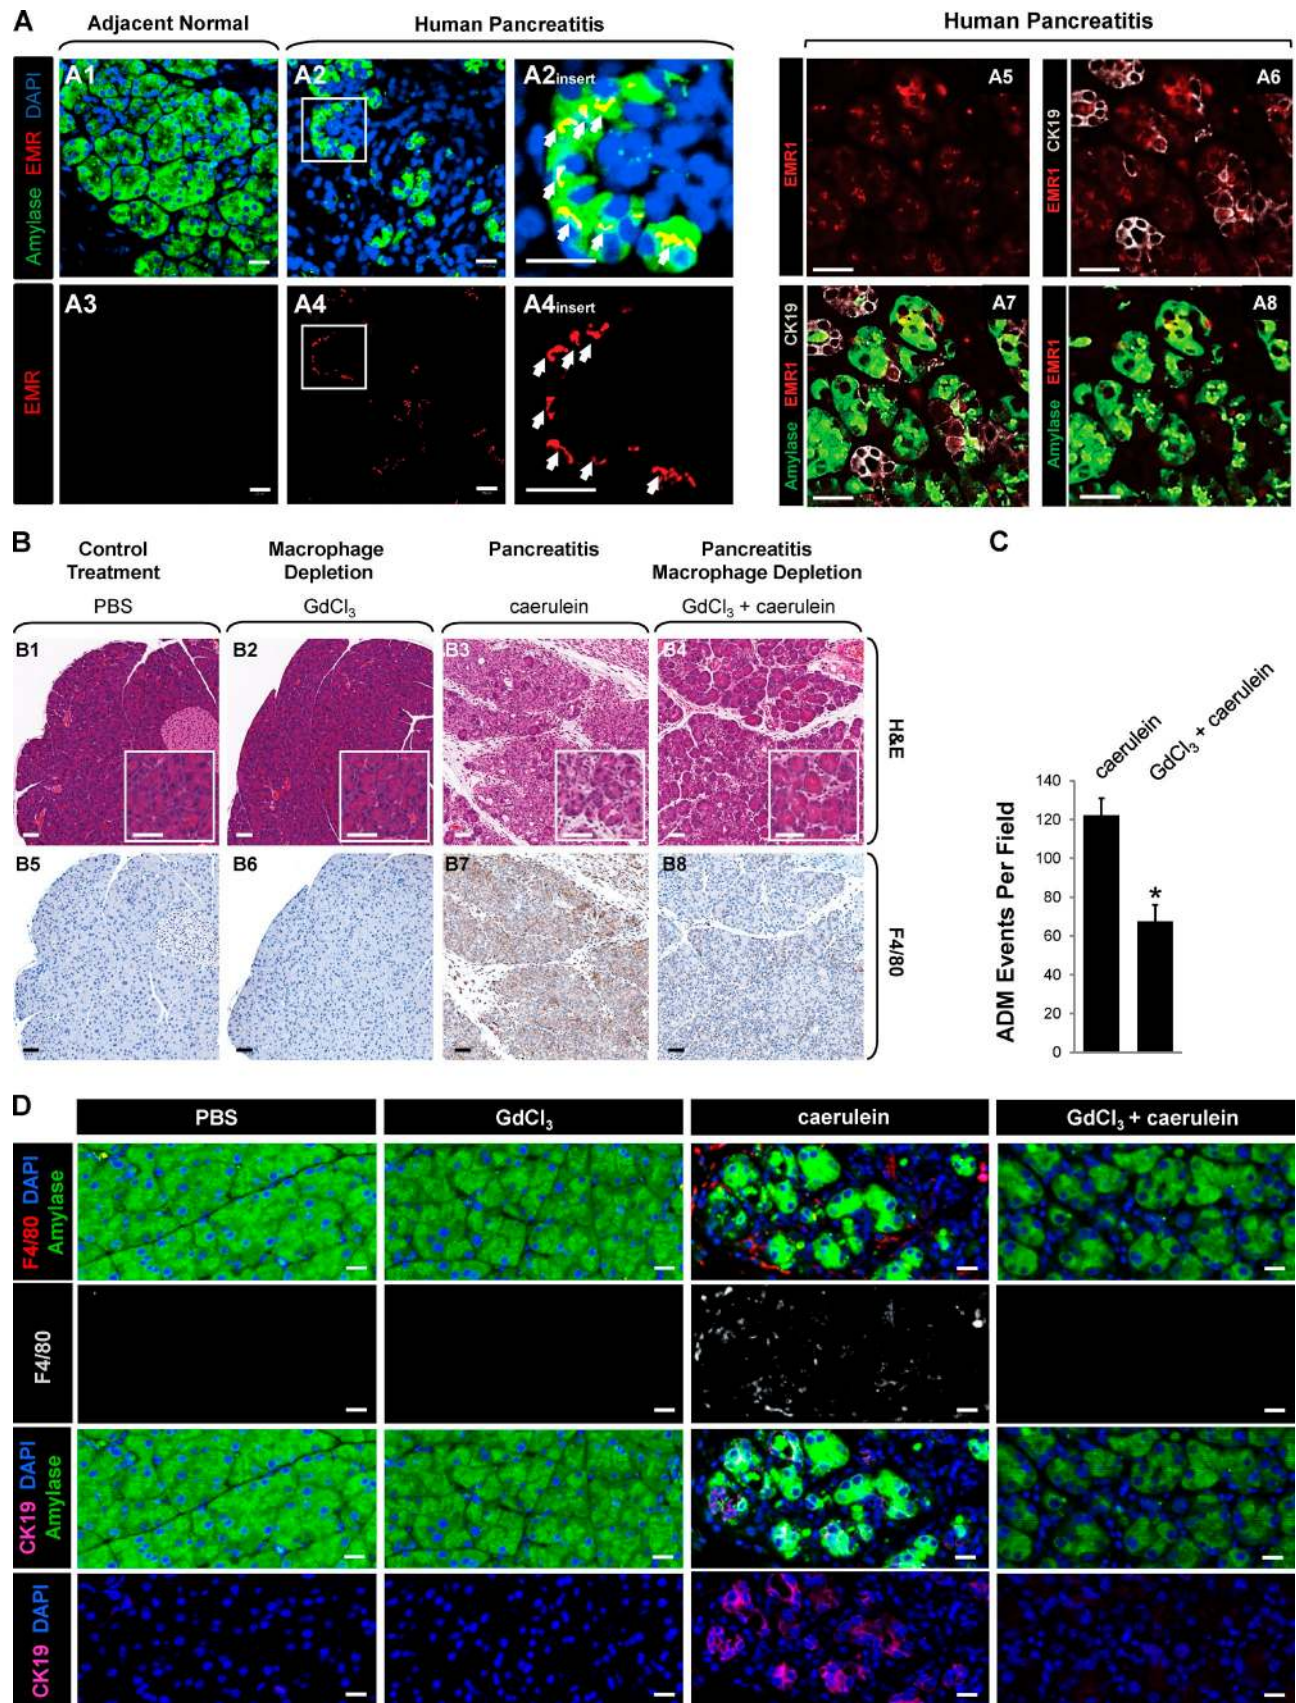 A
Adjacent Normal
Human Pancreatitis
Human Pancreatitis
Amylase EMR DAPI
A1
A2
A2insert
EMR
A3
A4
A4insert
EMR1
A5
EMR1 CK19
A6
Amylase EMR1 CK19
A7
Amylase EMR1
A8
B
Control Treatment
Macrophage Depletion
Pancreatitis
Pancreatitis Macrophage Depletion
PBS
GdCl₃
caerulein
GdCl₃ + caerulein
B1
B2
B3
B4
H&E
B5
B6
B7
B8
F4/80
C
caerulein
GdCl₃ + caerulein
ADM Events Per Field
140
120
100
80
60
40
20
0
*
D
PBS
GdCl₃
caerulein
GdCl₃ + caerulein
F4/80 DAPI
Amylase
F4/80
CK19 DAPI
Amylase
CK19 DAPI